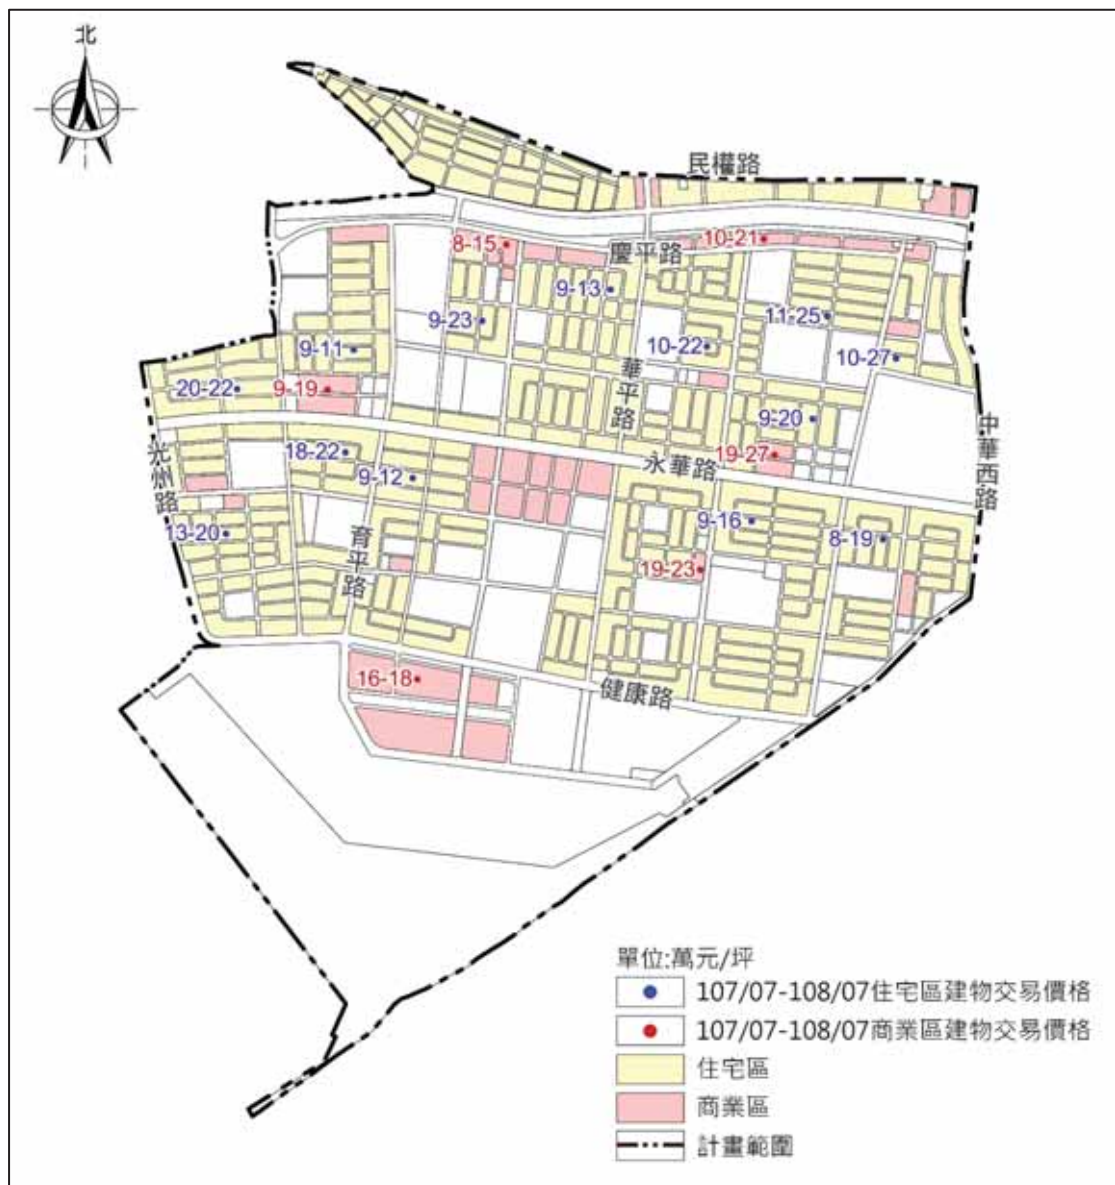 北
民權路
8-15
慶平路
10-21
9-13
9-23
11-25
9-11
10-22
10-27
20-22
9-19
華平路
9-20
中華西路
光州路
18-22
9-12
永華路
19-27
13-20
育平路
9-16
8-19
19-23
16-18
健康路
單位:萬元/坪
107/07-108/07住宅區建物交易價格
107/07-108/07商業區建物交易價格
住宅區
商業區
計畫範圍